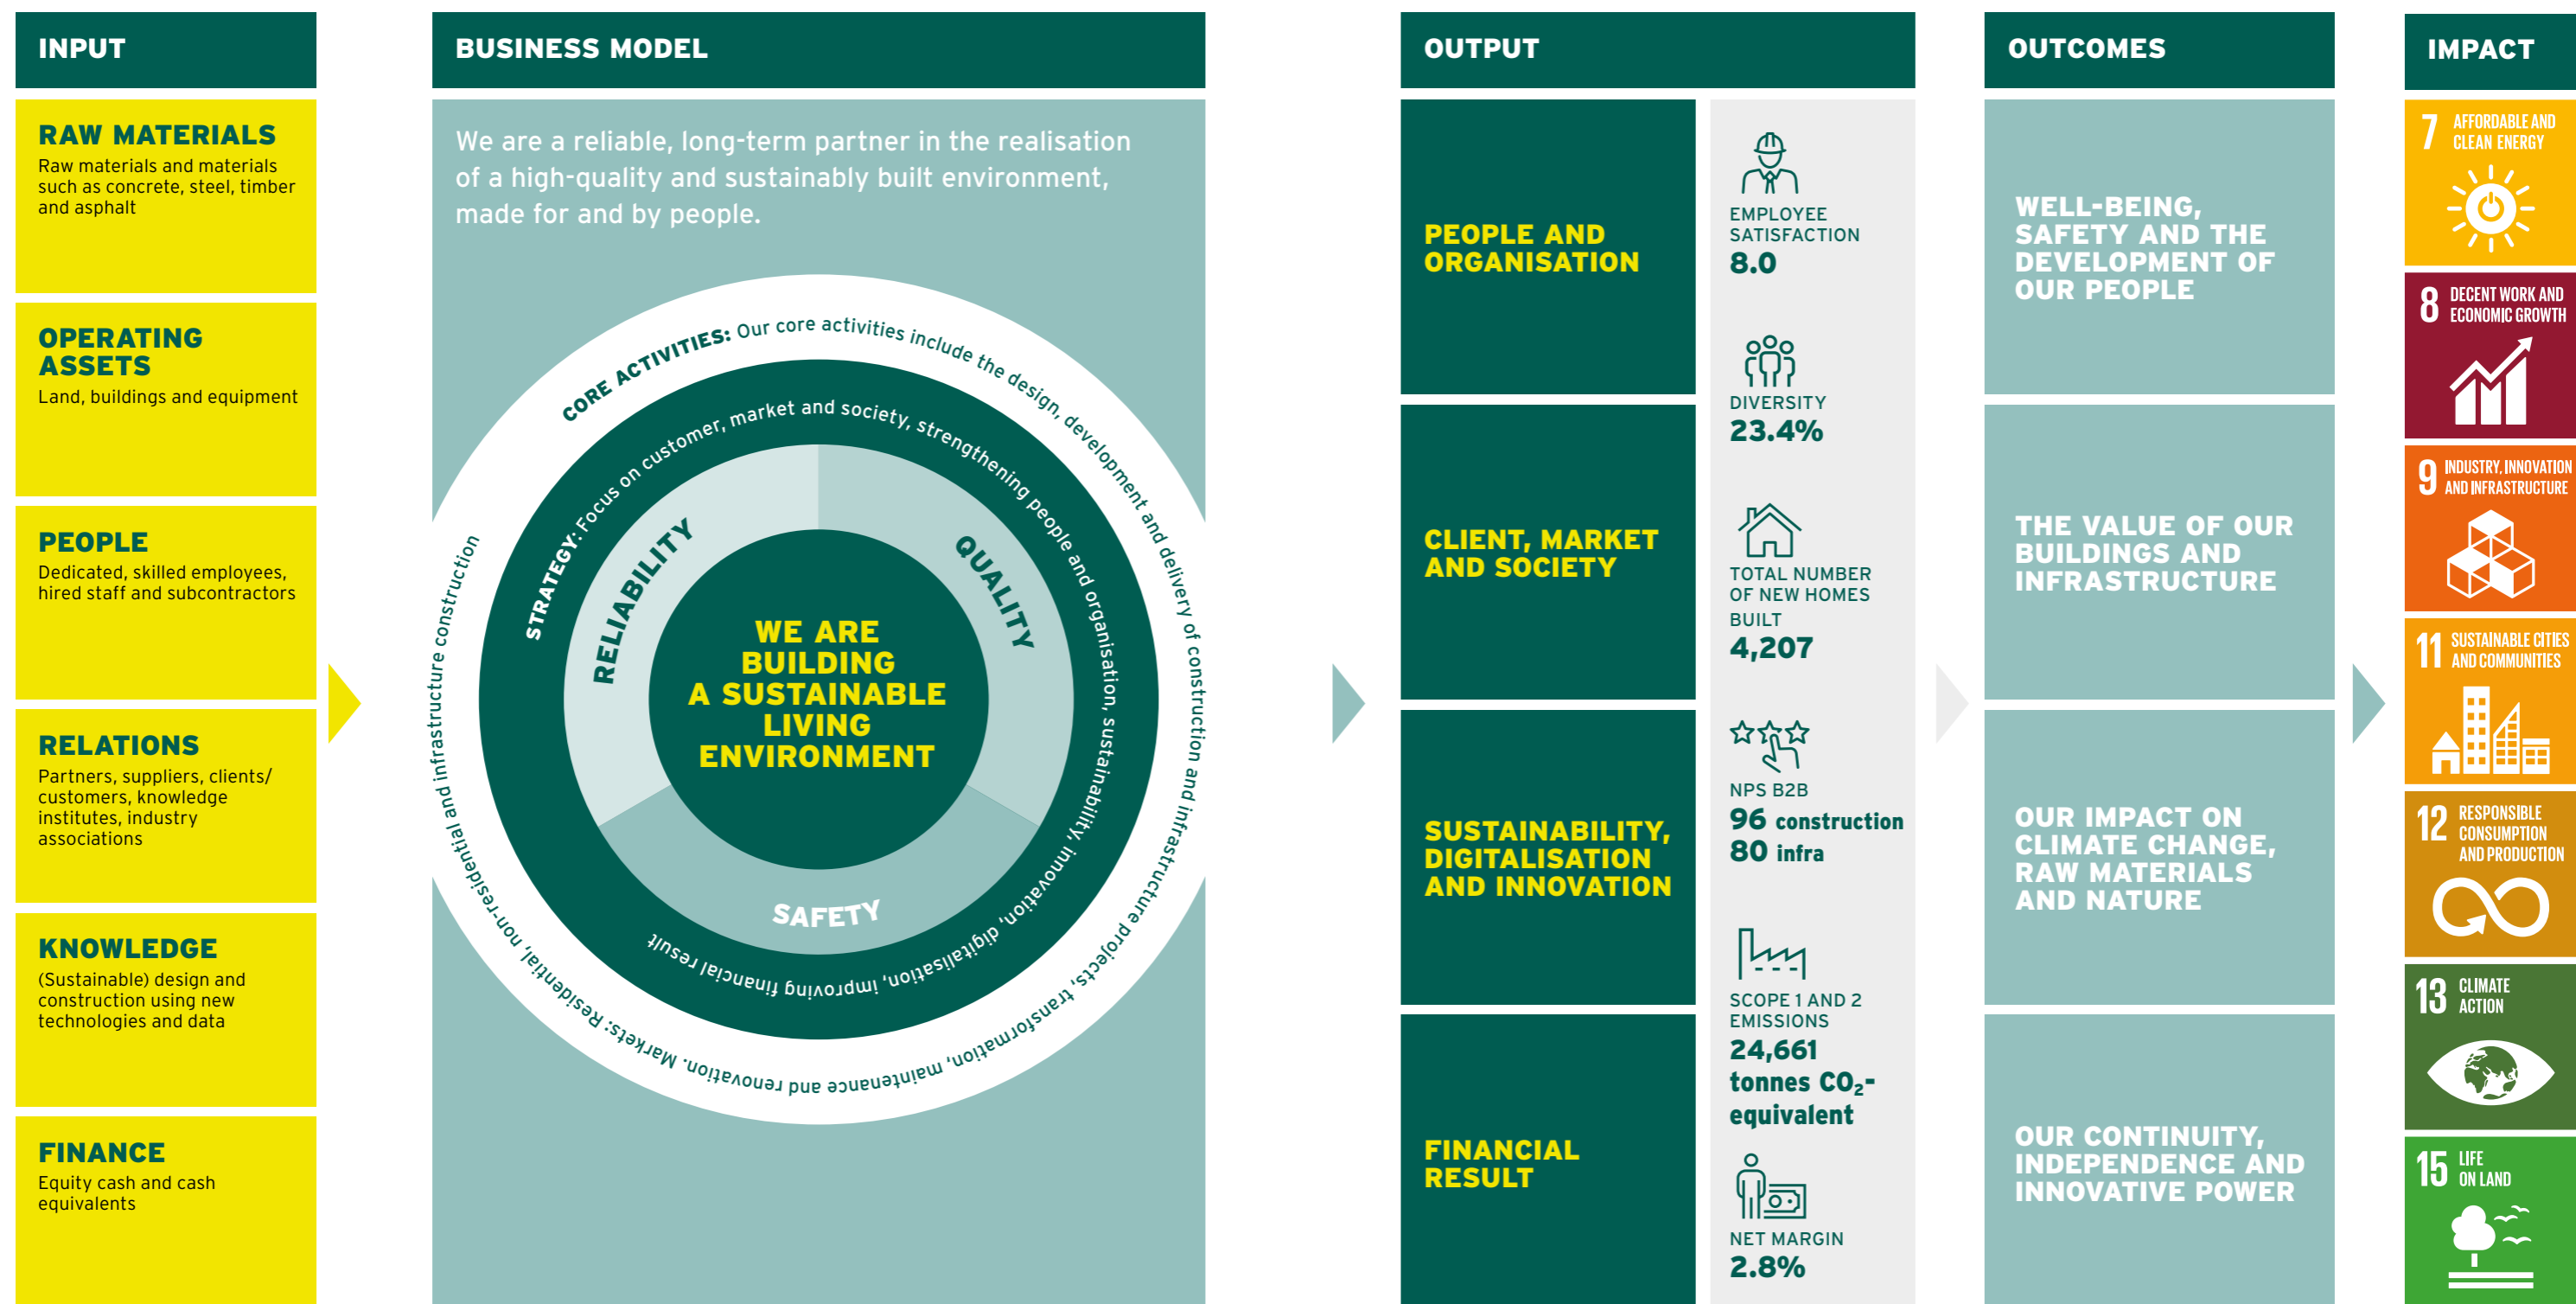 INPUT
RAW MATERIALS
Raw materials and materials
such as concrete, steel, timber
and asphalt
OPERATING
ASSETS
Land, buildings and equipment
PEOPLE
Dedicated, skilled employees,
hired staff and subcontractors
RELATIONS
Partners, suppliers, clients/
customers, knowledge
institutes, industry
associations
KNOWLEDGE
(Sustainable) design and
construction using new
technologies and data
FINANCE
Equity cash and cash
equivalents
BUSINESS MODEL
We are a reliable, long-term partner in the realisation
of a high-quality and sustainably built environment,
made for and by people.
CORE ACTIVITIES: Our core activities include the design, development and delivery of construction and infrastructure projects, transformation, maintenance and renovation. Markets: Residential, non-residential and infrastructure construction
STRATEGY: Focus on customer, market and society, strengthening people and organisation, sustainability, innovation, digitalisation, improving financial result
RELIABILITY
QUALITY
SAFETY
WE ARE
BUILDING
A SUSTAINABLE
LIVING
ENVIRONMENT
OUTPUT
PEOPLE AND
ORGANISATION
CLIENT, MARKET
AND SOCIETY
SUSTAINABILITY,
DIGITALISATION
AND INNOVATION
FINANCIAL
RESULT
EMPLOYEE
SATISFACTION
8.0
DIVERSITY
23.4%
TOTAL NUMBER
OF NEW HOMES
BUILT
4,207
NPS B2B
96 construction
80 infra
SCOPE 1 AND 2
EMISSIONS
24,661
tonnes CO₂-
equivalent
NET MARGIN
2.8%
OUTCOMES
WELL-BEING,
SAFETY AND THE
DEVELOPMENT OF
OUR PEOPLE
THE VALUE OF OUR
BUILDINGS AND
INFRASTRUCTURE
OUR IMPACT ON
CLIMATE CHANGE,
RAW MATERIALS
AND NATURE
OUR CONTINUITY,
INDEPENDENCE AND
INNOVATIVE POWER
IMPACT
7 AFFORDABLE AND
CLEAN ENERGY
8 DECENT WORK AND
ECONOMIC GROWTH
9 INDUSTRY, INNOVATION
AND INFRASTRUCTURE
11 SUSTAINABLE CITIES
AND COMMUNITIES
12 RESPONSIBLE
CONSUMPTION
AND PRODUCTION
13 CLIMATE
ACTION
15 LIFE
ON LAND